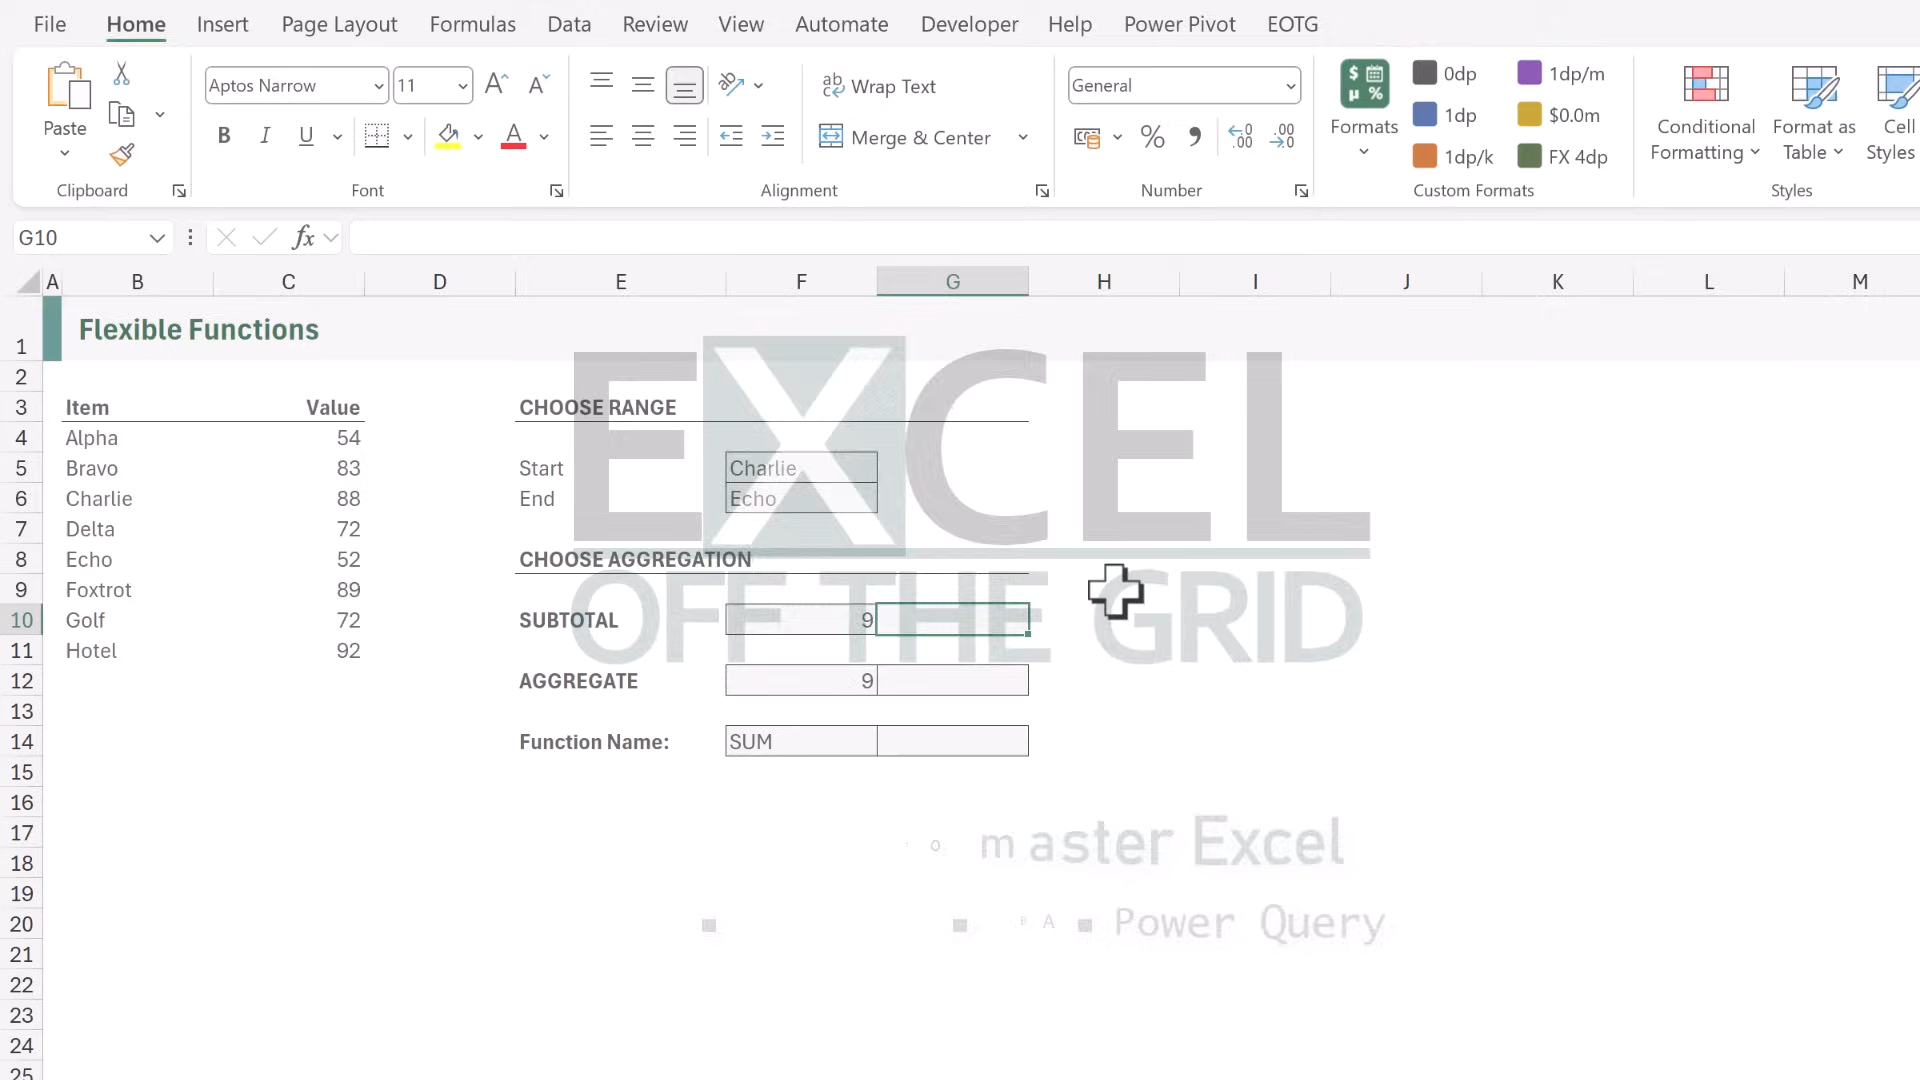 File Home Insert Page Layout Formulas Data Review View Automate Developer Help Power Pivot EOTG
Paste
Clipboard
Aptos Narrow 11
B I U
Font
Wrap Text
Merge & Center
Alignment
General
Number
Formats
0dp 1dp/m
1dp $0.0m
1dp/k FX 4dp
Custom Formats
Conditional Formatting
Format as Table
Cell Styles
Styles
G10
fx
A B C D E F G H I J K L M
1 Flexible Functions
2
3 Item Value CHOOSE RANGE
4 Alpha 54
5 Bravo 83 Start Charlie
6 Charlie 88 End Echo
7 Delta 72
8 Echo 52 CHOOSE AGGREGATION
9 Foxtrot 89
10 Golf 72 SUBTOTAL 9
11 Hotel 92
12 AGGREGATE 9
13
14 Function Name: SUM
15
16
17
18
19
20
21
22
23
24
25
EXCEL
OFF THE GRID
master Excel
Power Query